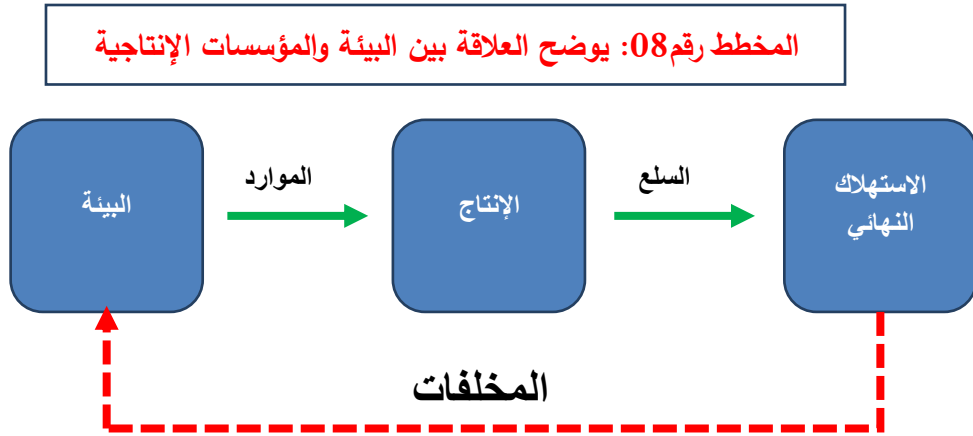 المخطط رقم08: يوضح العلاقة بين البيئة والمؤسسات الإنتاجية
البيئة
الموارد
الإنتاج
السلع
الاستهلاك
النهائي
المخلفات